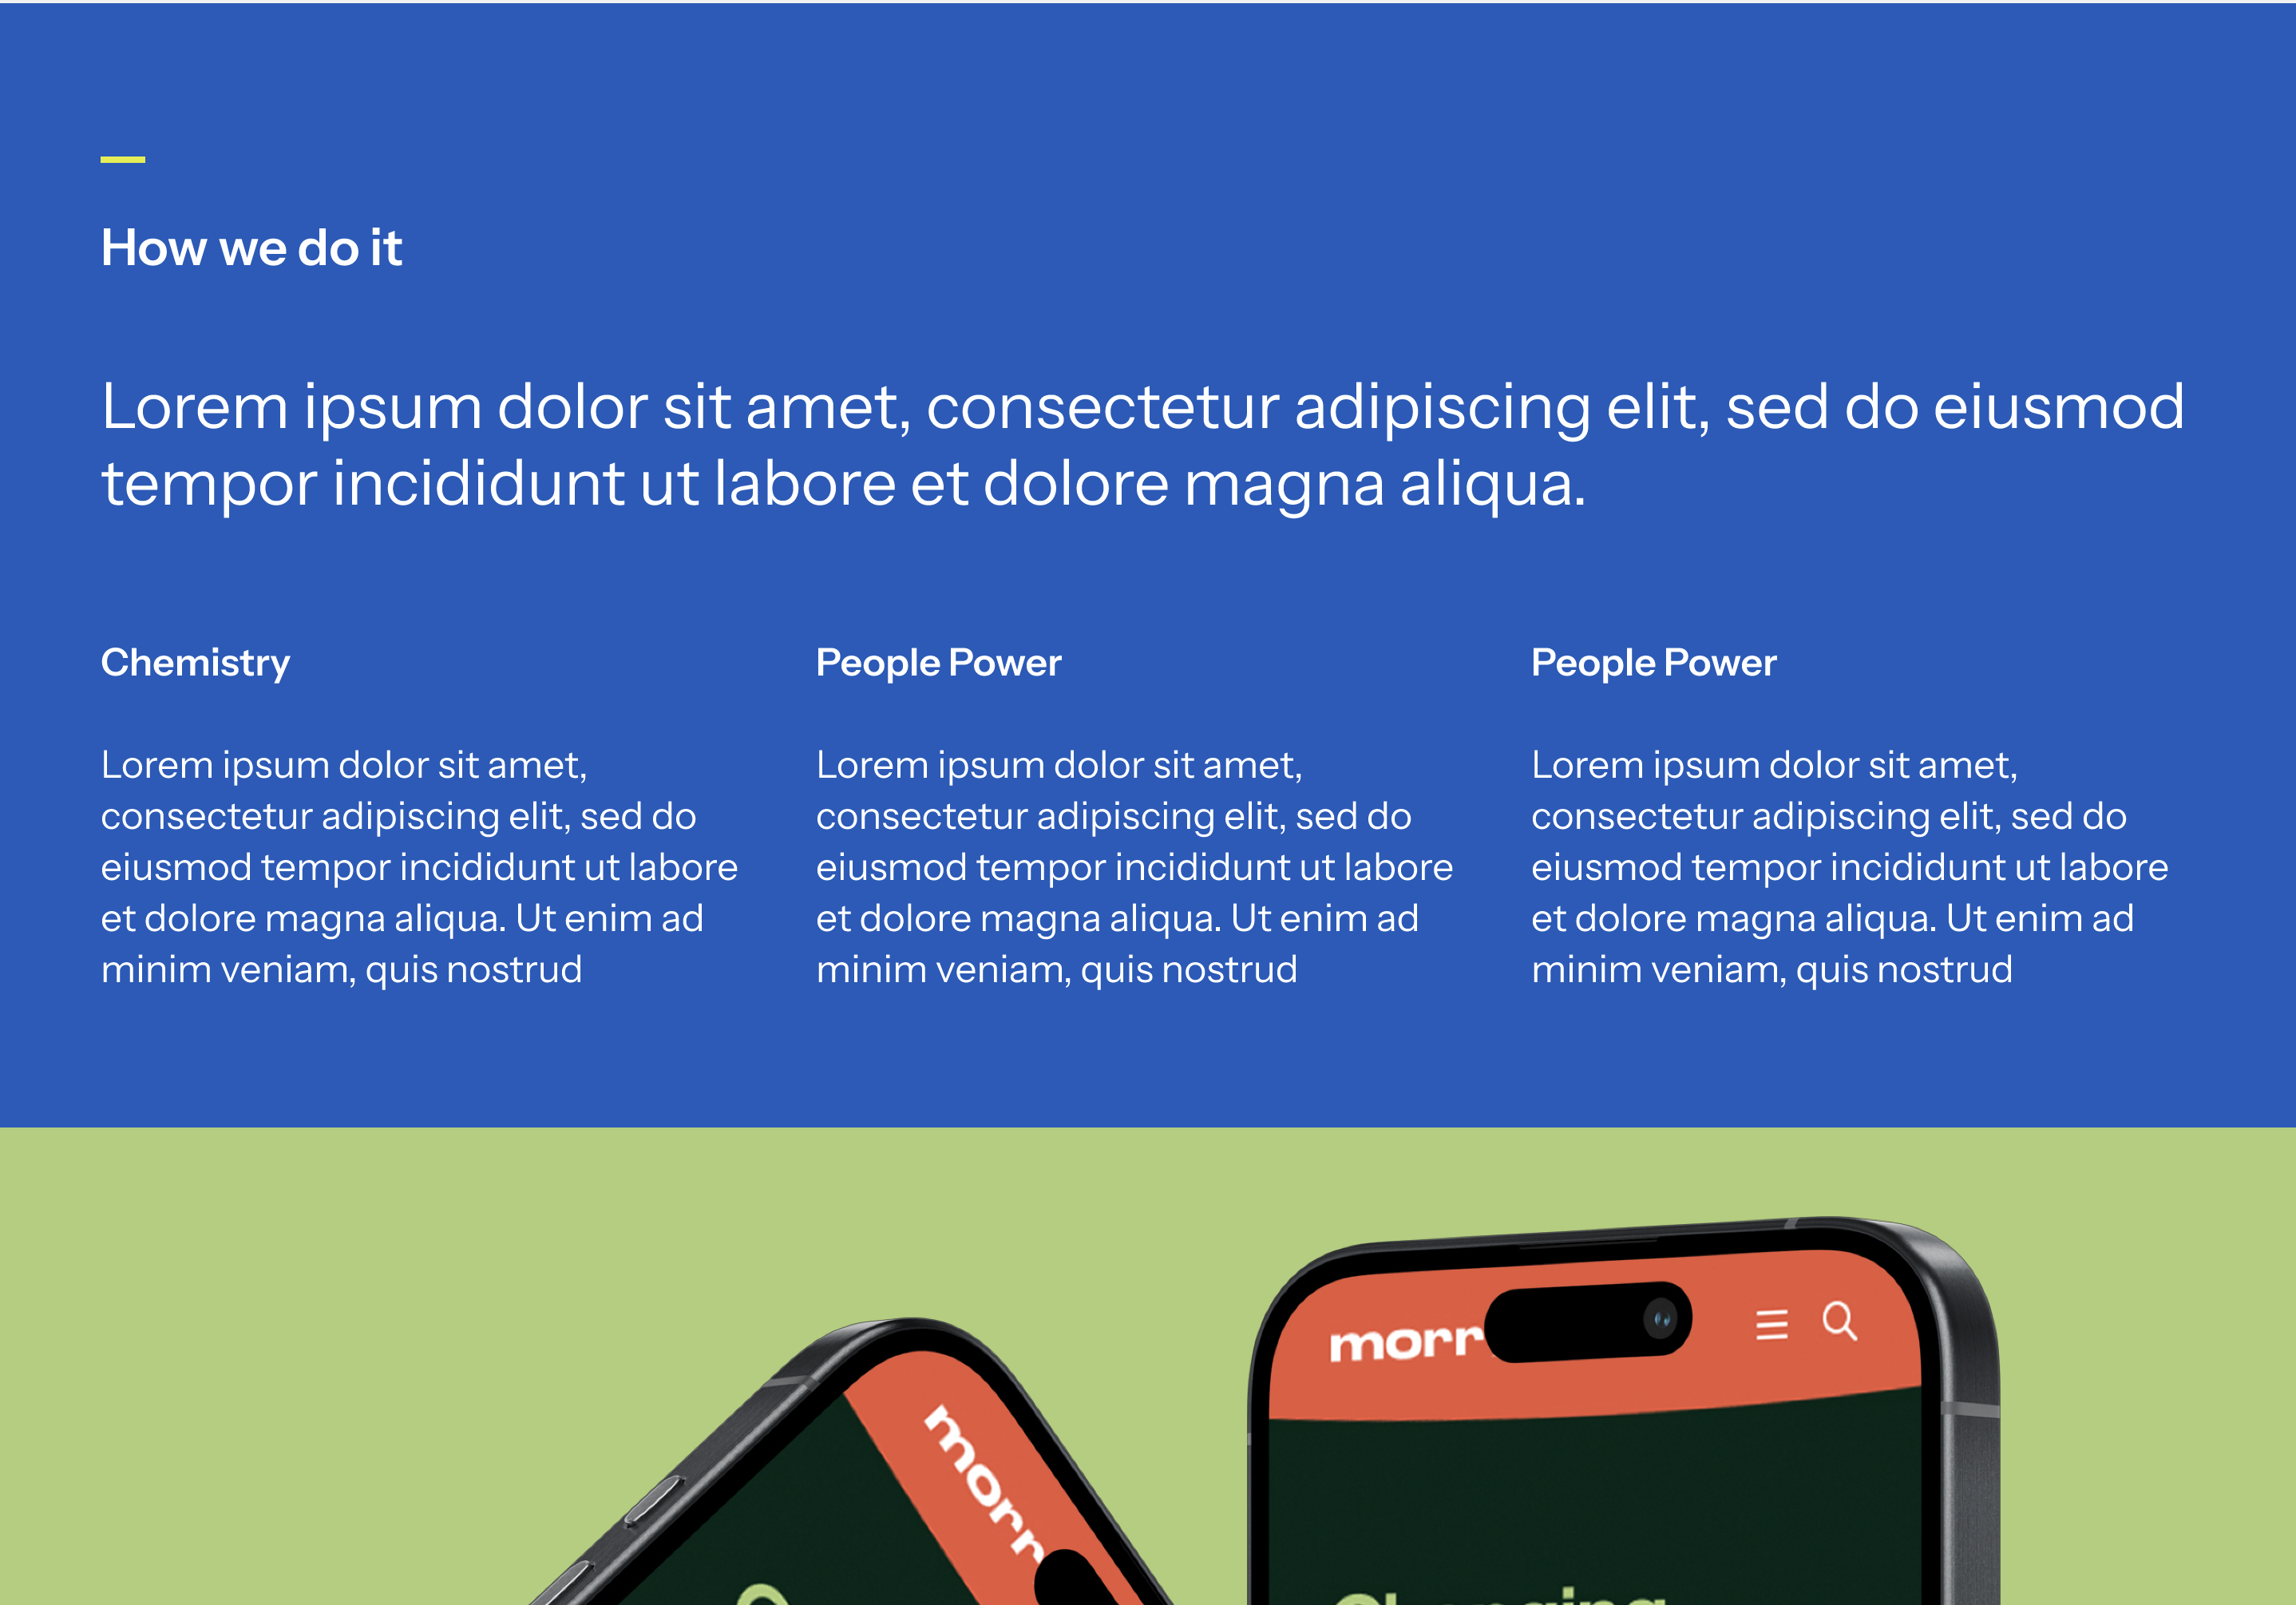 How we do it
Lorem ipsum dolor sit amet, consectetur adipiscing elit, sed do eiusmod
tempor incididunt ut labore et dolore magna aliqua.
Chemistry
Lorem ipsum dolor sit amet,
consectetur adipiscing elit, sed do
eiusmod tempor incididunt ut labore
et dolore magna aliqua. Ut enim ad
minim veniam, quis nostrud
People Power
Lorem ipsum dolor sit amet,
consectetur adipiscing elit, sed do
eiusmod tempor incididunt ut labore
et dolore magna aliqua. Ut enim ad
minim veniam, quis nostrud
People Power
Lorem ipsum dolor sit amet,
consectetur adipiscing elit, sed do
eiusmod tempor incididunt ut labore
et dolore magna aliqua. Ut enim ad
minim veniam, quis nostrud
morr
morr